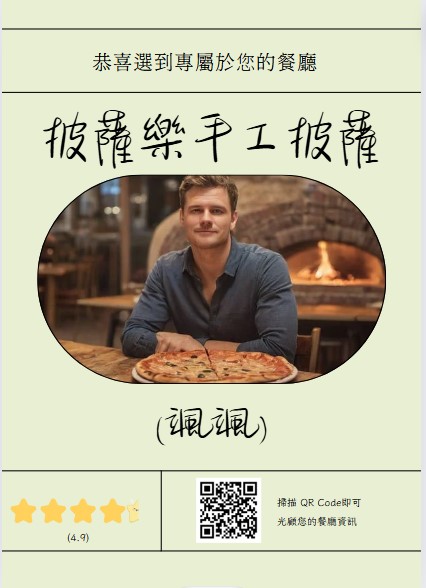 恭喜選到專屬於您的餐廳
披薩樂手工披薩
(颯颯)
(4.9)
掃描 QR Code即可
光顧您的餐廳資訊